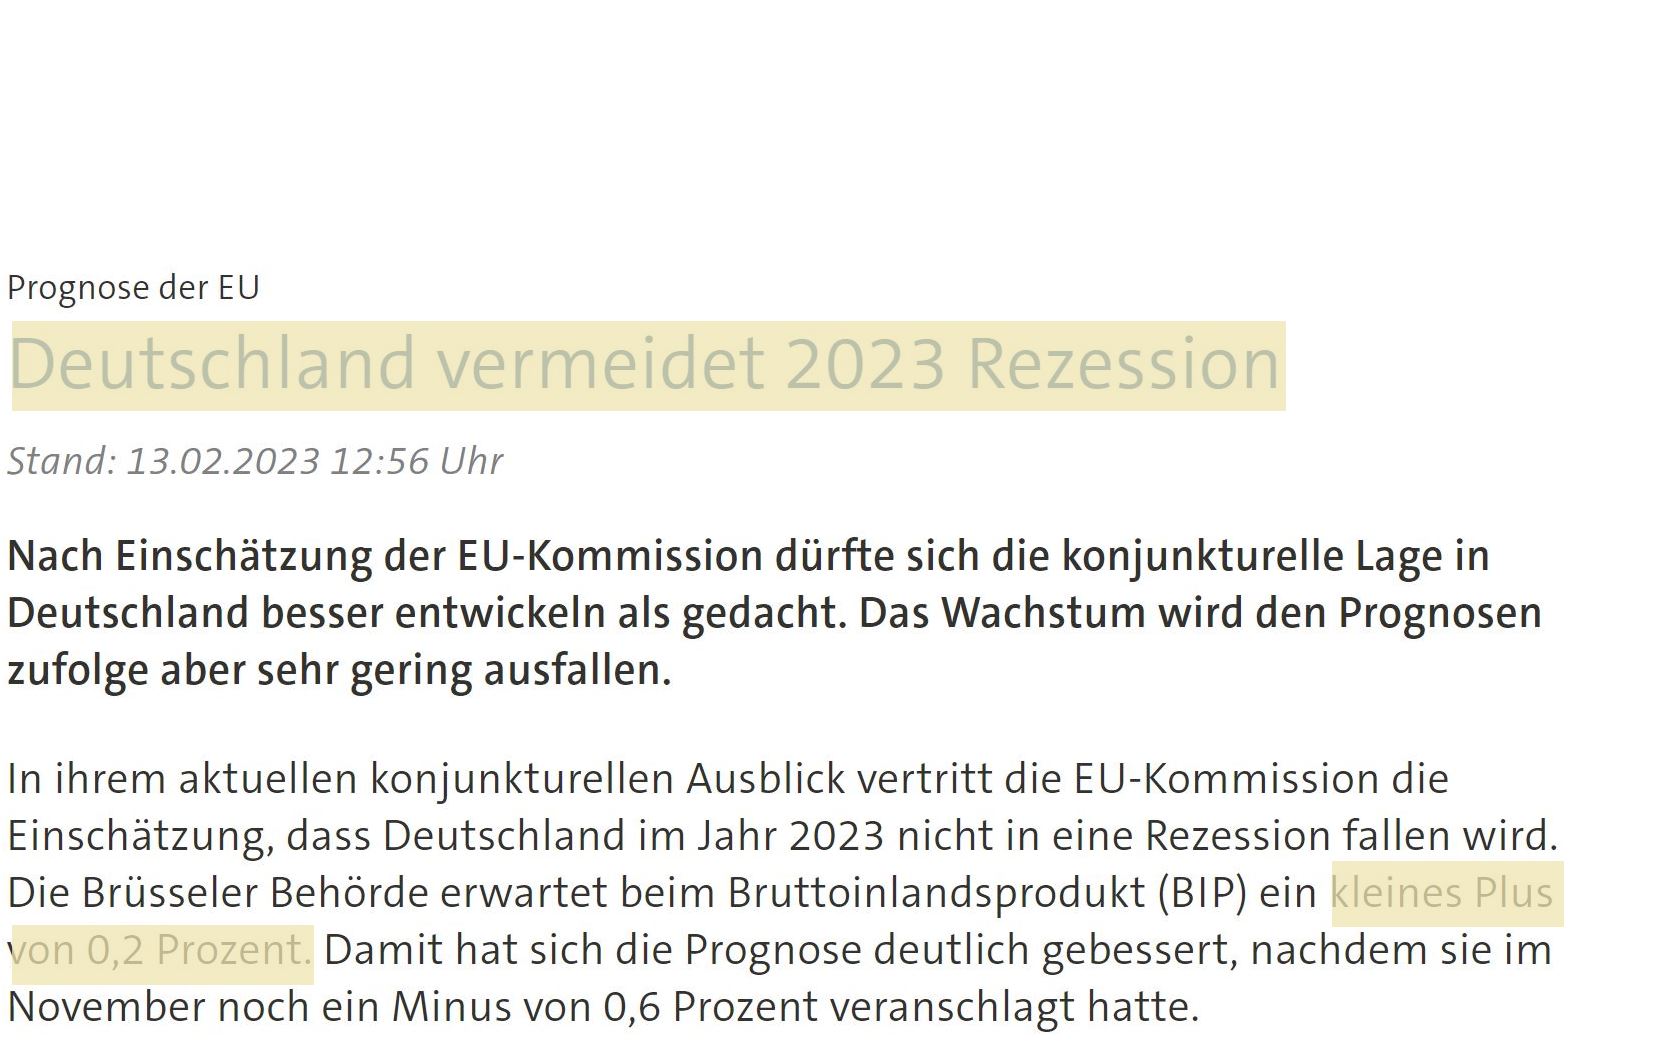 Prognose der EU
Deutschland vermeidet 2023 Rezession
Stand: 13.02.2023 12:56 Uhr
Nach Einschätzung der EU-Kommission dürfte sich die konjunkturelle Lage in
Deutschland besser entwickeln als gedacht. Das Wachstum wird den Prognosen
zufolge aber sehr gering ausfallen.
In ihrem aktuellen konjunkturellen Ausblick vertritt die EU-Kommission die
Einschätzung, dass Deutschland im Jahr 2023 nicht in eine Rezession fallen wird.
Die Brüsseler Behörde erwartet beim Bruttoinlandsprodukt (BIP) ein kleines Plus
von 0,2 Prozent. Damit hat sich die Prognose deutlich gebessert, nachdem sie im
November noch ein Minus von 0,6 Prozent veranschlagt hatte.